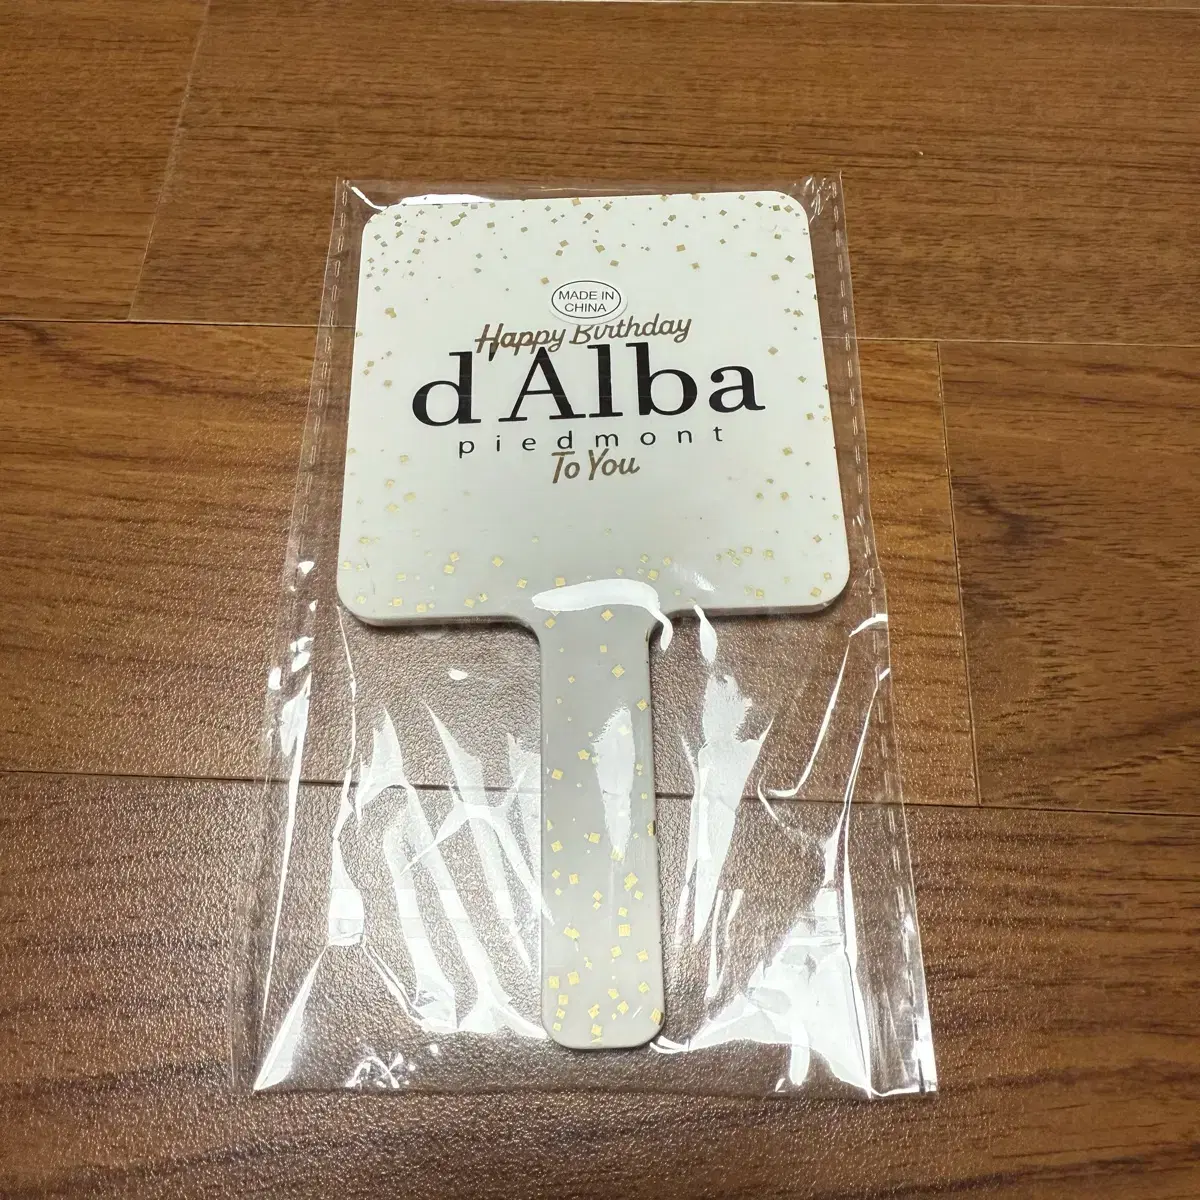 MADE IN
CHINA
Happy Birthday
d'Alba
piedmont
To You